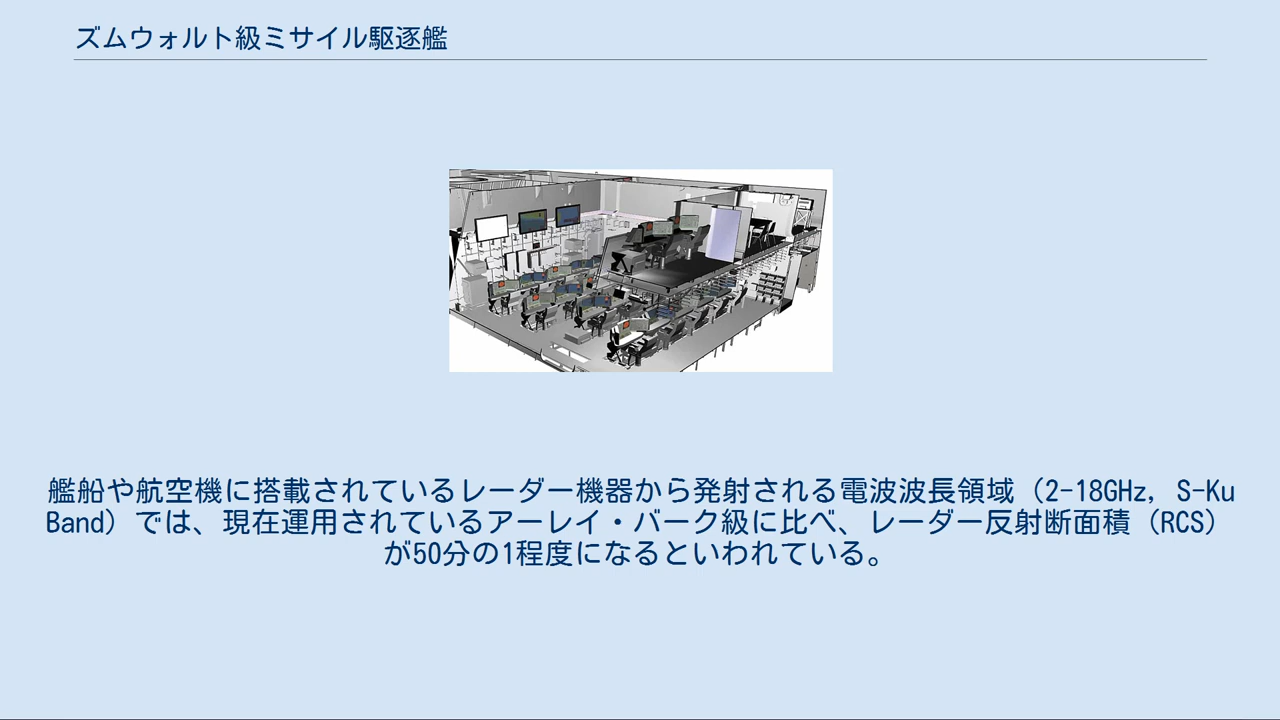 ズムウォルト級ミサイル駆逐艦
艦船や航空機に搭載されているレーダー機器から発射される電波波長領域（2-18GHz, S-Ku
Band）では、現在運用されているアーレイ・バーク級に比べ、レーダー反射断面積（RCS）
が50分の1程度になるといわれている。